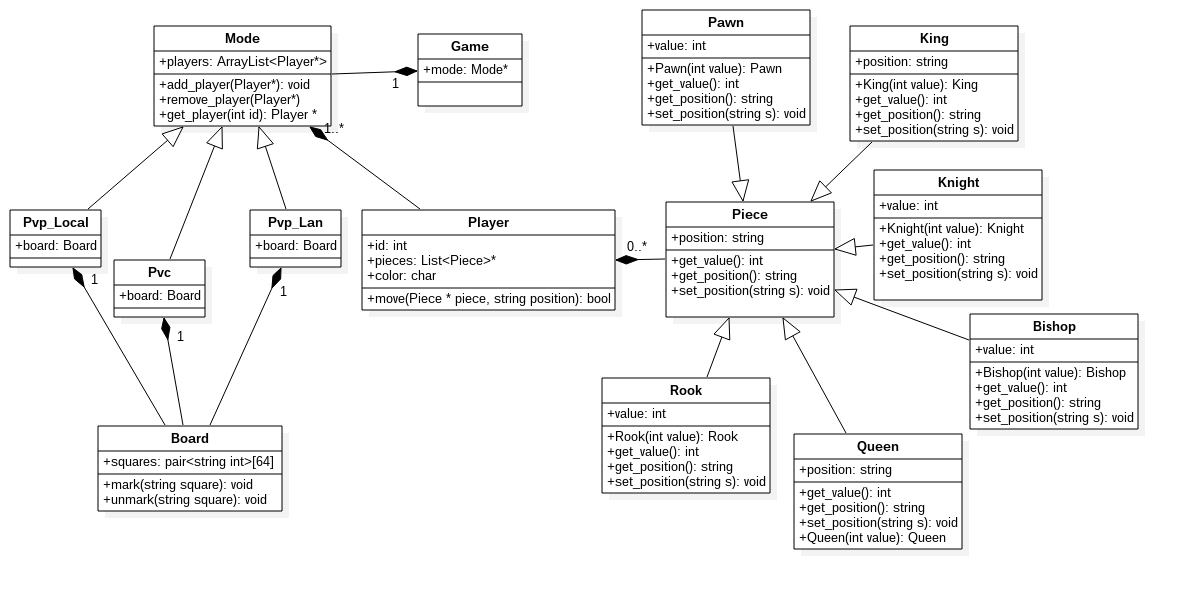 Mode
+players: ArrayList<Player*>
+add_player(Player*): void
+remove_player(Player*)
+get_player(int id): Player *
Game
+mode: Mode*
1
1..*
Pawn
+value: int
+Pawn(int value): Pawn
+get_value(): int
+get_position(): string
+set_position(string s): void
King
+position: string
+King(int value): King
+get_value(): int
+get_position(): string
+set_position(string s): void
Pvp_Local
+board: Board
1
Pvc
+board: Board
1
Pvp_Lan
+board: Board
1
Player
+id: int
+pieces: List<Piece>*
+color: char
+move(Piece * piece, string position): bool
0..*
Piece
+position: string
+get_value(): int
+get_position(): string
+set_position(string s): void
Knight
+value: int
+Knight(int value): Knight
+get_value(): int
+get_position(): string
+set_position(string s): void
Bishop
+value: int
+Bishop(int value): Bishop
+get_value(): int
+get_position(): string
+set_position(string s): void
Board
+squares: pair<string int>[64]
+mark(string square): void
+unmark(string square): void
Rook
+value: int
+Rook(int value): Rook
+get_value(): int
+get_position(): string
+set_position(string s): void
Queen
+position: string
+get_value(): int
+get_position(): string
+set_position(string s): void
+Queen(int value): Queen